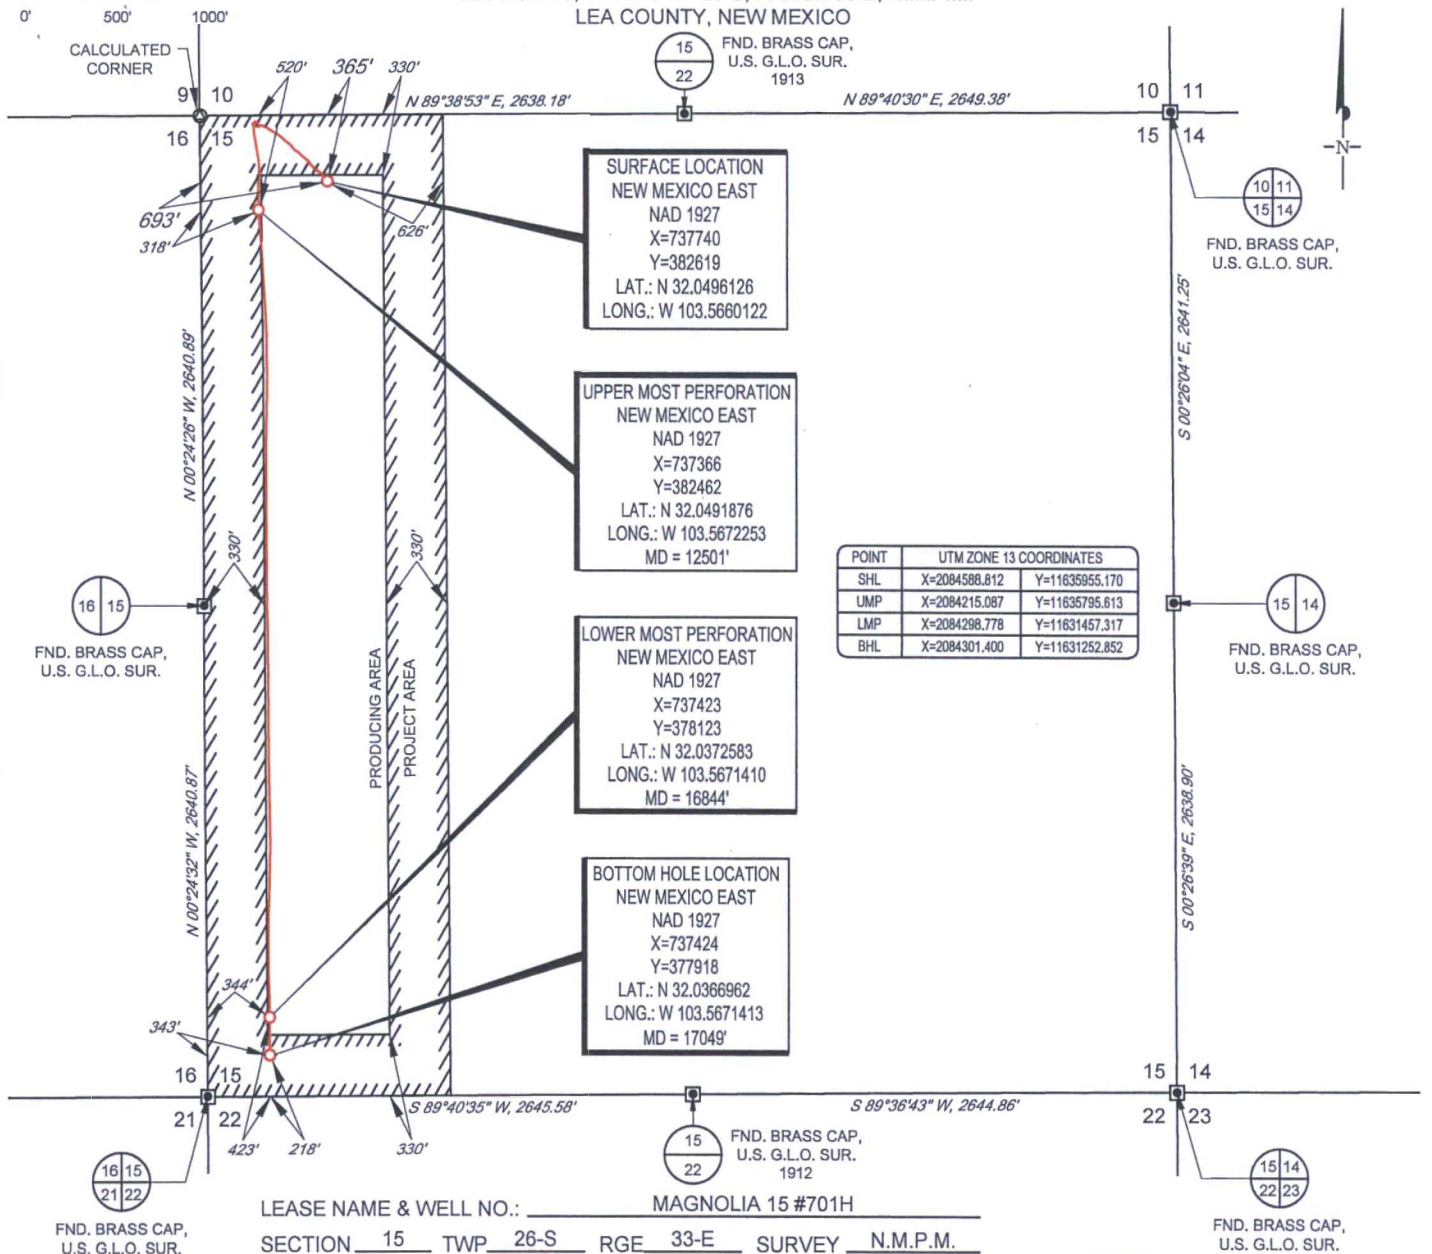 0' 500' 1000'
LEA COUNTY, NEW MEXICO
CALCULATED
CORNER
9 10
16 15
520' 365' 330'
N 89°38'53" E, 2638.18'
15
22
FND. BRASS CAP,
U.S. G.L.O. SUR.
1913
N 89°40'30" E, 2649.38'
10 11
15 14
N
10 11
15 14
FND. BRASS CAP,
U.S. G.L.O. SUR.
693'
318'
626'
SURFACE LOCATION
NEW MEXICO EAST
NAD 1927
X=737740
Y=382619
LAT.: N 32.0496126
LONG.: W 103.5660122
N 00°24'26" W, 2640.89'
S 00°26'04" E, 2641.25'
UPPER MOST PERFORATION
NEW MEXICO EAST
NAD 1927
X=737366
Y=382462
LAT.: N 32.0491876
LONG.: W 103.5672253
MD = 12501'
330' 330'
POINT UTM ZONE 13 COORDINATES
SHL X=2084588.812 Y=11635955.170
UMP X=2084215.087 Y=11635795.613
LMP X=2084298.778 Y=11631457.317
BHL X=2084301.400 Y=11631252.852
16 15
FND. BRASS CAP,
U.S. G.L.O. SUR.
15 14
FND. BRASS CAP,
U.S. G.L.O. SUR.
PRODUCING AREA
PROJECT AREA
LOWER MOST PERFORATION
NEW MEXICO EAST
NAD 1927
X=737423
Y=378123
LAT.: N 32.0372583
LONG.: W 103.5671410
MD = 16844'
N 00°24'32" W, 2640.87'
S 00°26'39" E, 2638.90'
BOTTOM HOLE LOCATION
NEW MEXICO EAST
NAD 1927
X=737424
Y=377918
LAT.: N 32.0366962
LONG.: W 103.5671413
MD = 17049'
344'
343'
16 15
21 22
423' 218' 330'
S 89°40'35" W, 2645.58'
S 89°36'43" W, 2644.86'
15 14
22 23
16 15
21 22
FND. BRASS CAP,
U.S. G.L.O. SUR.
15
22
FND. BRASS CAP,
U.S. G.L.O. SUR.
1912
15 14
22 23
FND. BRASS CAP,
U.S. G.L.O. SUR.
LEASE NAME & WELL NO.: MAGNOLIA 15 #701H
SECTION 15 TWP 26-S RGE 33-E SURVEY N.M.P.M.